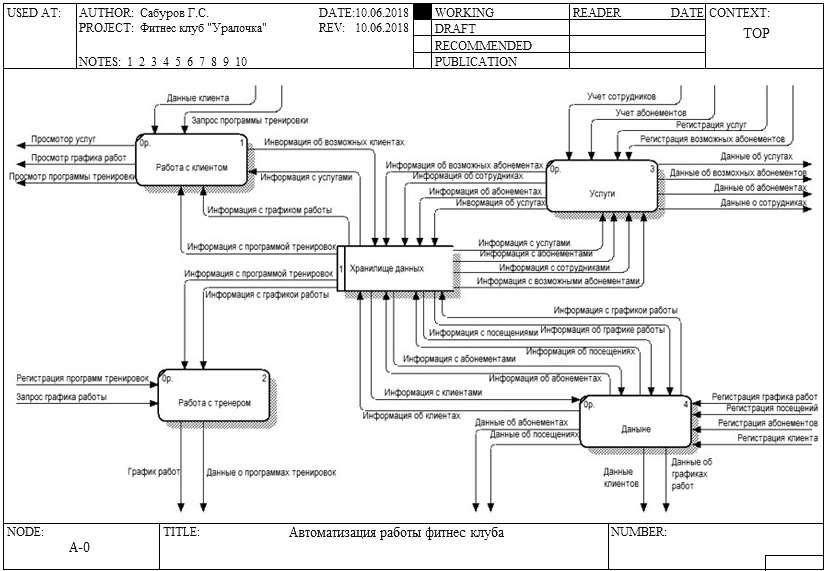 USED AT:
AUTHOR: Сабуров Г.С.
DATE:10.06.2018
PROJECT: Фитнес клуб "Уралочка"
REV: 10.06.2018
NOTES: 1 2 3 4 5 6 7 8 9 10
WORKING
DRAFT
RECOMMENDED
PUBLICATION
READER
DATE
CONTEXT:
TOP
Данные клиента
Запрос программы тренировки
Учет сотрудников
Учет абонементов
Регистрация услуг
Регистрация возможных абонементов
Просмотор услуг
Просмотр графика работ
Просмотр программы тренировки
0р.
1
Работа с клиентом
Инворация об возможных клиентах
Информация с услугами
Информация с графиком работы
Информация с программой тренировок
Информация об возможных абонементах
Информация об сотрудниках
Информация об абонементах
Инворация об услугах
0р.
3
Услуги
Данные об услугах
Данные об возмохных абонементов
Данные об абонементах
Даныне о сотрудниках
1
Хранилище данных
Информация с услугами
Информация с абонементами
Информация с сотрудниками
Информация с возможными абонементами
Информация с программой тренировок
Информация с графикои работы
Информация с графикои работы
Информация об графике работы
Информация с посещениями
Информация об посещениях
Информация с абонементами
Информация об абонементах
Информация с клиентами
Информация об клиентах
Регистрация программ тренировок
Запрос графика работы
0р.
2
Работа с тренером
График работ
Данные о программах тренировок
0р.
4
Даныне
Регистрация графика работ
Регистрация посещений
Регистрация абонементов
Регистрация клиента
Данные об абонементах
Данные об посещениях
Данные
клиентов
Данные об
графиках
работ
NODE:
A-0
TITLE:
Автоматизация работы фитнес клуба
NUMBER: